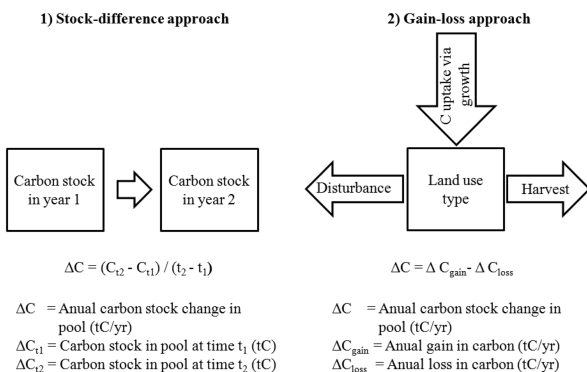 1) Stock-difference approach
Carbon stock
in year 1
Carbon stock
in year 2
ΔC = (Ct2 - Ct1) / (t2 - t1)
ΔC = Anual carbon stock change in
pool (tC/yr)
ΔCt1 = Carbon stock in pool at time t1 (tC)
ΔCt2 = Carbon stock in pool at time t2 (tC)
2) Gain-loss approach
C uptake via
growth
Disturbance
Land use
type
Harvest
ΔC = Δ Cgain- Δ Closs
ΔC = Anual carbon stock change in
pool (tC/yr)
ΔCgain = Anual gain in carbon (tC/yr)
ΔCloss = Anual loss in carbon (tC/yr)